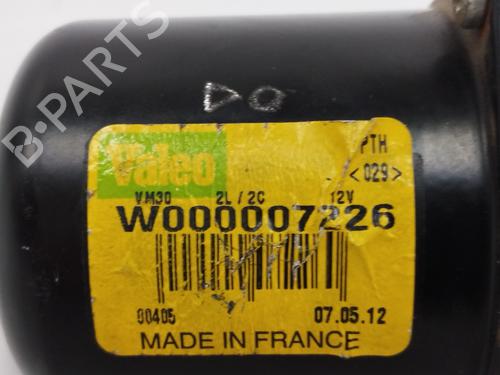 DO
Valeo
PTH
<029>
VM30 2L / 2C 12V
W000007226
00405 07.05.12
MADE IN FRANCE
B-PARTS